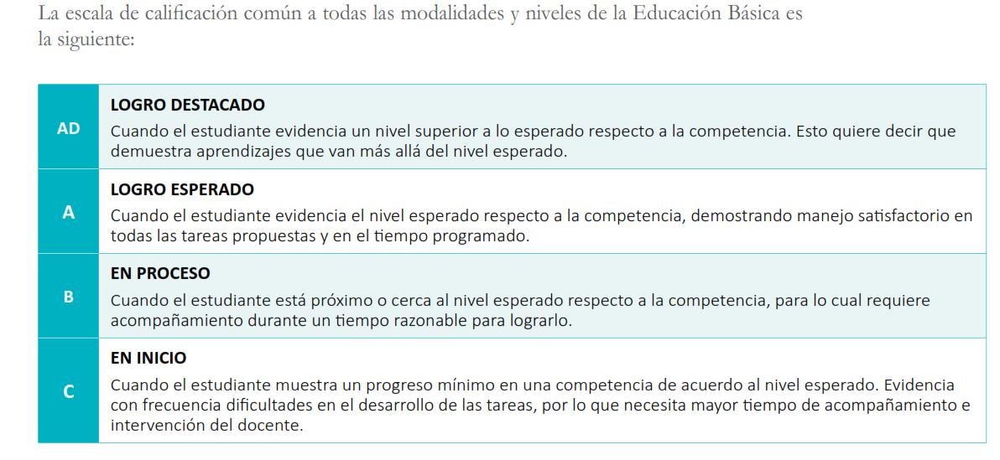 La escala de calificación común a todas las modalidades y niveles de la Educación Básica es
la siguiente:
AD
LOGRO DESTACADO
Cuando el estudiante evidencia un nivel superior a lo esperado respecto a la competencia. Esto quiere decir que
demuestra aprendizajes que van más allá del nivel esperado.
A
LOGRO ESPERADO
Cuando el estudiante evidencia el nivel esperado respecto a la competencia, demostrando manejo satisfactorio en
todas las tareas propuestas y en el tiempo programado.
B
EN PROCESO
Cuando el estudiante está próximo o cerca al nivel esperado respecto a la competencia, para lo cual requiere
acompañamiento durante un tiempo razonable para lograrlo.
C
EN INICIO
Cuando el estudiante muestra un progreso mínimo en una competencia de acuerdo al nivel esperado. Evidencia
con frecuencia dificultades en el desarrollo de las tareas, por lo que necesita mayor tiempo de acompañamiento e
intervención del docente.